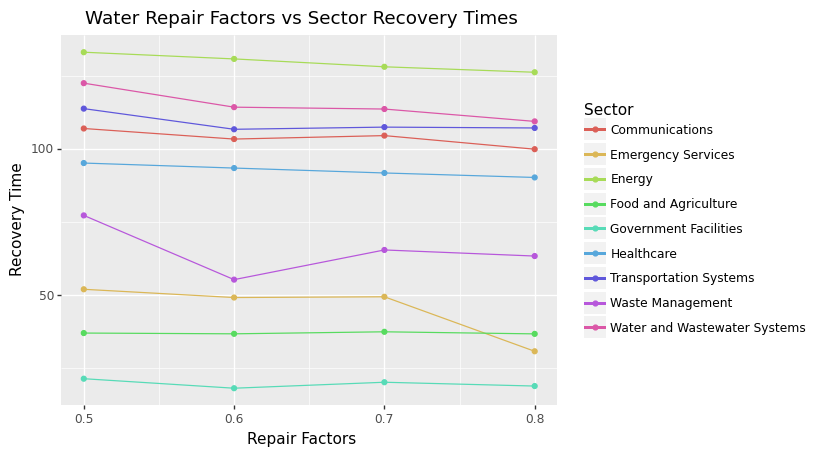 Water Repair Factors vs Sector Recovery Times
Recovery Time
100
50
0.5 0.6 0.7 0.8
Repair Factors
Sector
Communications
Emergency Services
Energy
Food and Agriculture
Government Facilities
Healthcare
Transportation Systems
Waste Management
Water and Wastewater Systems